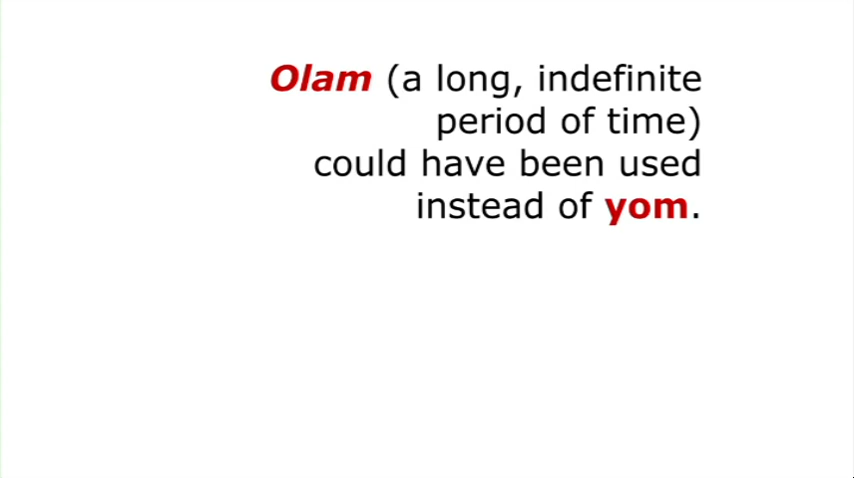 Olam (a long, indefinite
period of time)
could have been used
instead of yom.